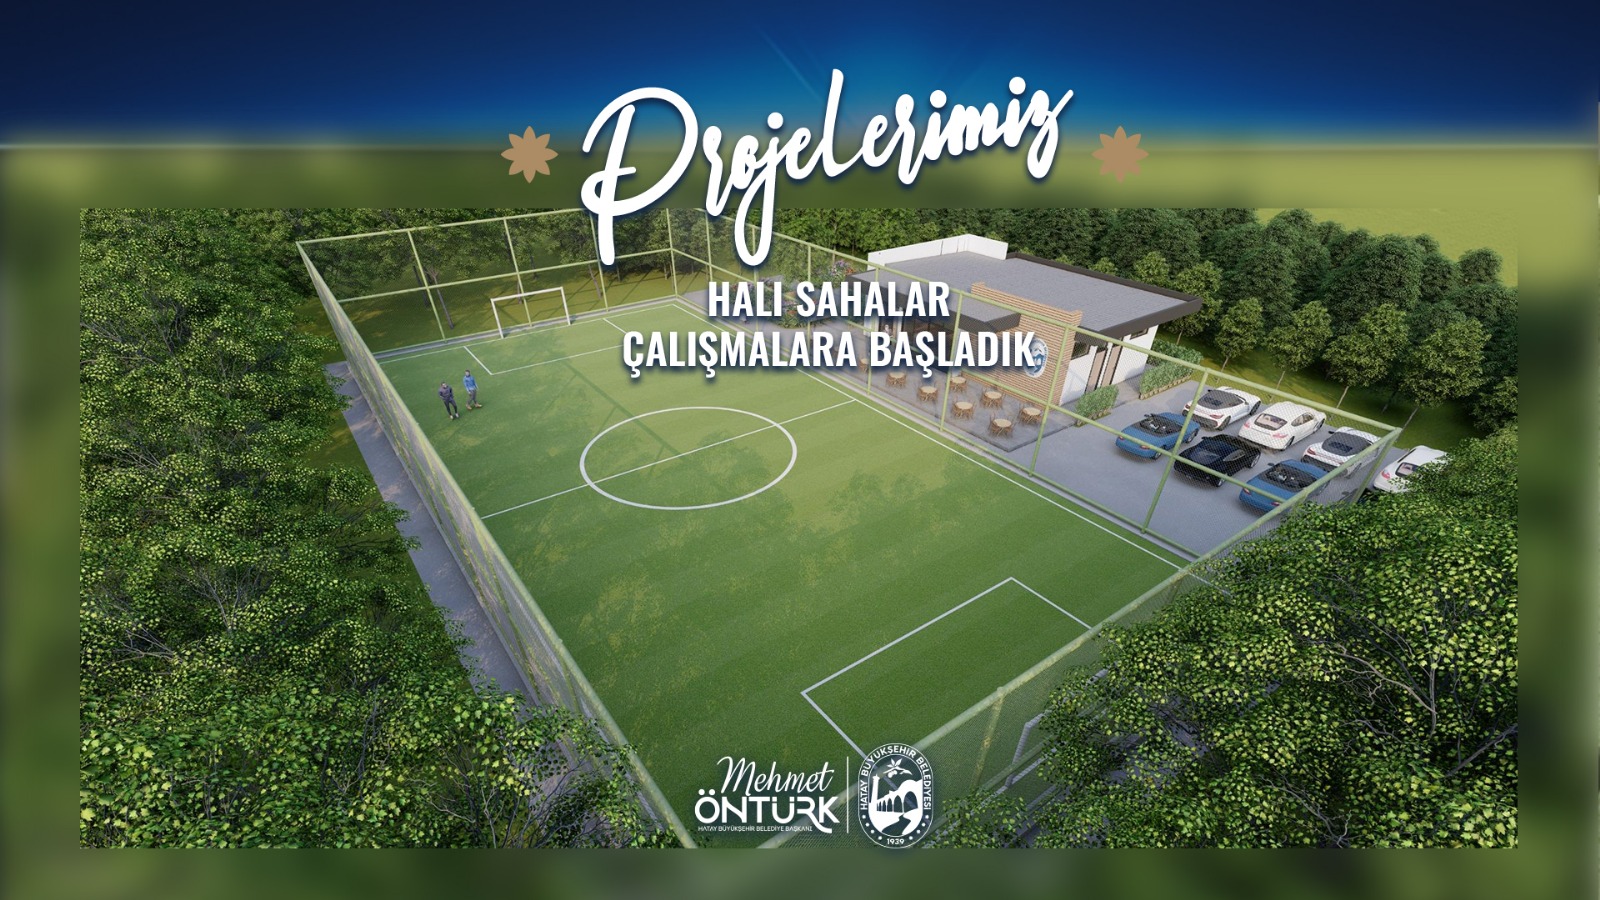 Projelerimiz
HALI SAHALAR
ÇALIŞMALARA BAŞLADIK
Mehmet
ÖNTÜRK
HATAY BÜYÜKŞEHİR BELEDİYE BAŞKANI
HATAY BÜYÜKŞEHİR BELEDİYESİ
1939